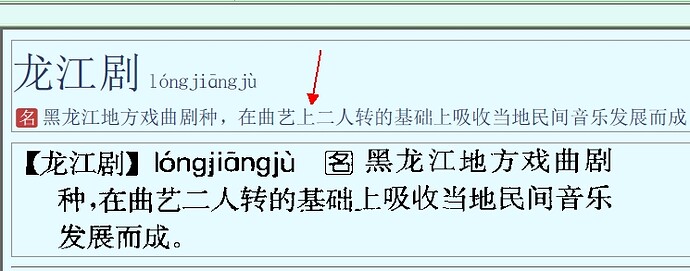 龙江剧 lóngjiāngjù
名 黑龙江地方戏曲剧种，在曲艺上二人转的基础上吸收当地民间音乐发展而成
【龙江剧】lóngjiāngjù 名 黑龙江地方戏曲剧
种，在曲艺二人转的基础上吸收当地民间音乐
发展而成。